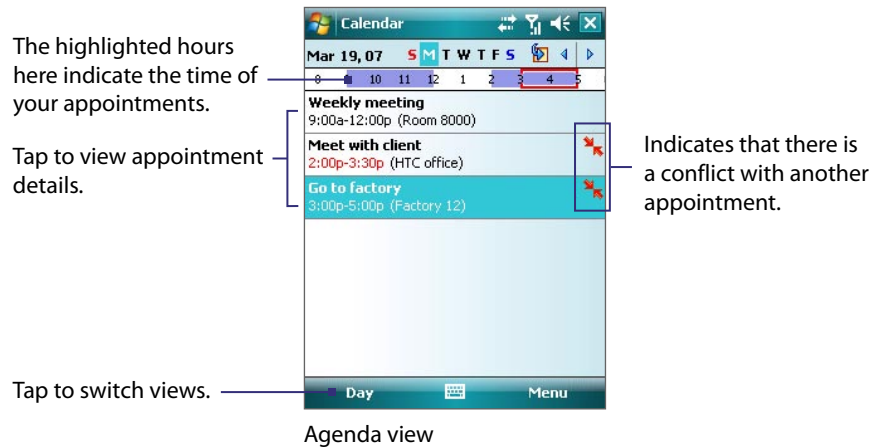 Calendar
The highlighted hours
here indicate the time of
your appointments.
Mar 19, 07 S M T W T F S
8 9 10 11 12 1 2 3 4 5
Weekly meeting
9:00a-12:00p (Room 8000)
Tap to view appointment
details.
Meet with client
2:00p-3:30p (HTC office)
Go to factory
3:00p-5:00p (Factory 12)
Indicates that there is
a conflict with another
appointment.
Tap to switch views.
Day Menu
Agenda view